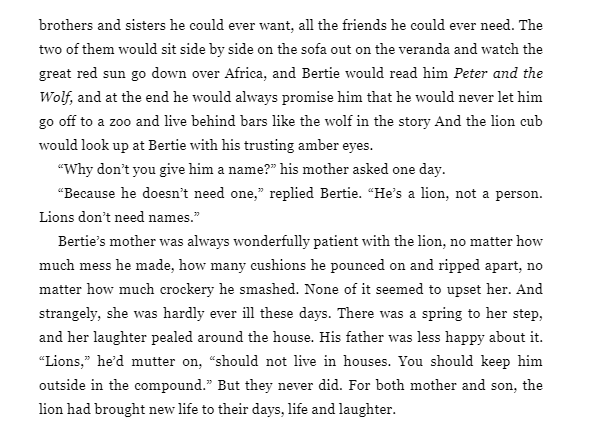 brothers and sisters he could ever want, all the friends he could ever need. The
two of them would sit side by side on the sofa out on the veranda and watch the
great red sun go down over Africa, and Bertie would read him Peter and the
Wolf, and at the end he would always promise him that he would never let him
go off to a zoo and live behind bars like the wolf in the story And the lion cub
would look up at Bertie with his trusting amber eyes.
“Why don’t you give him a name?” his mother asked one day.
“Because he doesn’t need one,” replied Bertie. “He’s a lion, not a person.
Lions don’t need names.”
Bertie’s mother was always wonderfully patient with the lion, no matter how
much mess he made, how many cushions he pounced on and ripped apart, no
matter how much crockery he smashed. None of it seemed to upset her. And
strangely, she was hardly ever ill these days. There was a spring to her step,
and her laughter pealed around the house. His father was less happy about it.
“Lions,” he’d mutter on, “should not live in houses. You should keep him
outside in the compound.” But they never did. For both mother and son, the
lion had brought new life to their days, life and laughter.